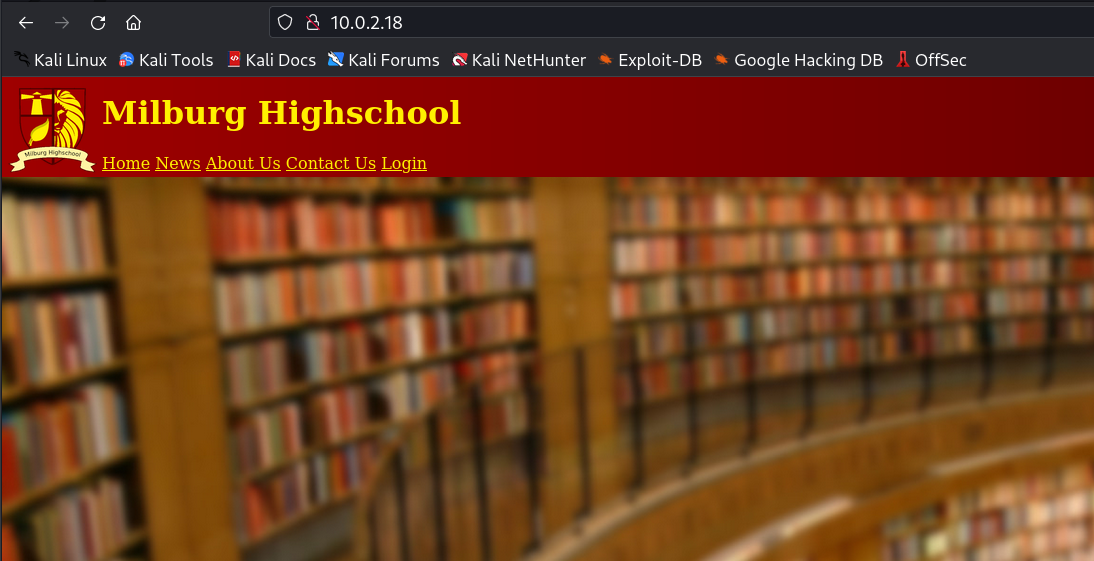 10.0.2.18
Kali Linux Kali Tools Kali Docs Kali Forums Kali NetHunter Exploit-DB Google Hacking DB OffSec
Milburg Highschool
Milburg Highschool
Home News About Us Contact Us Login